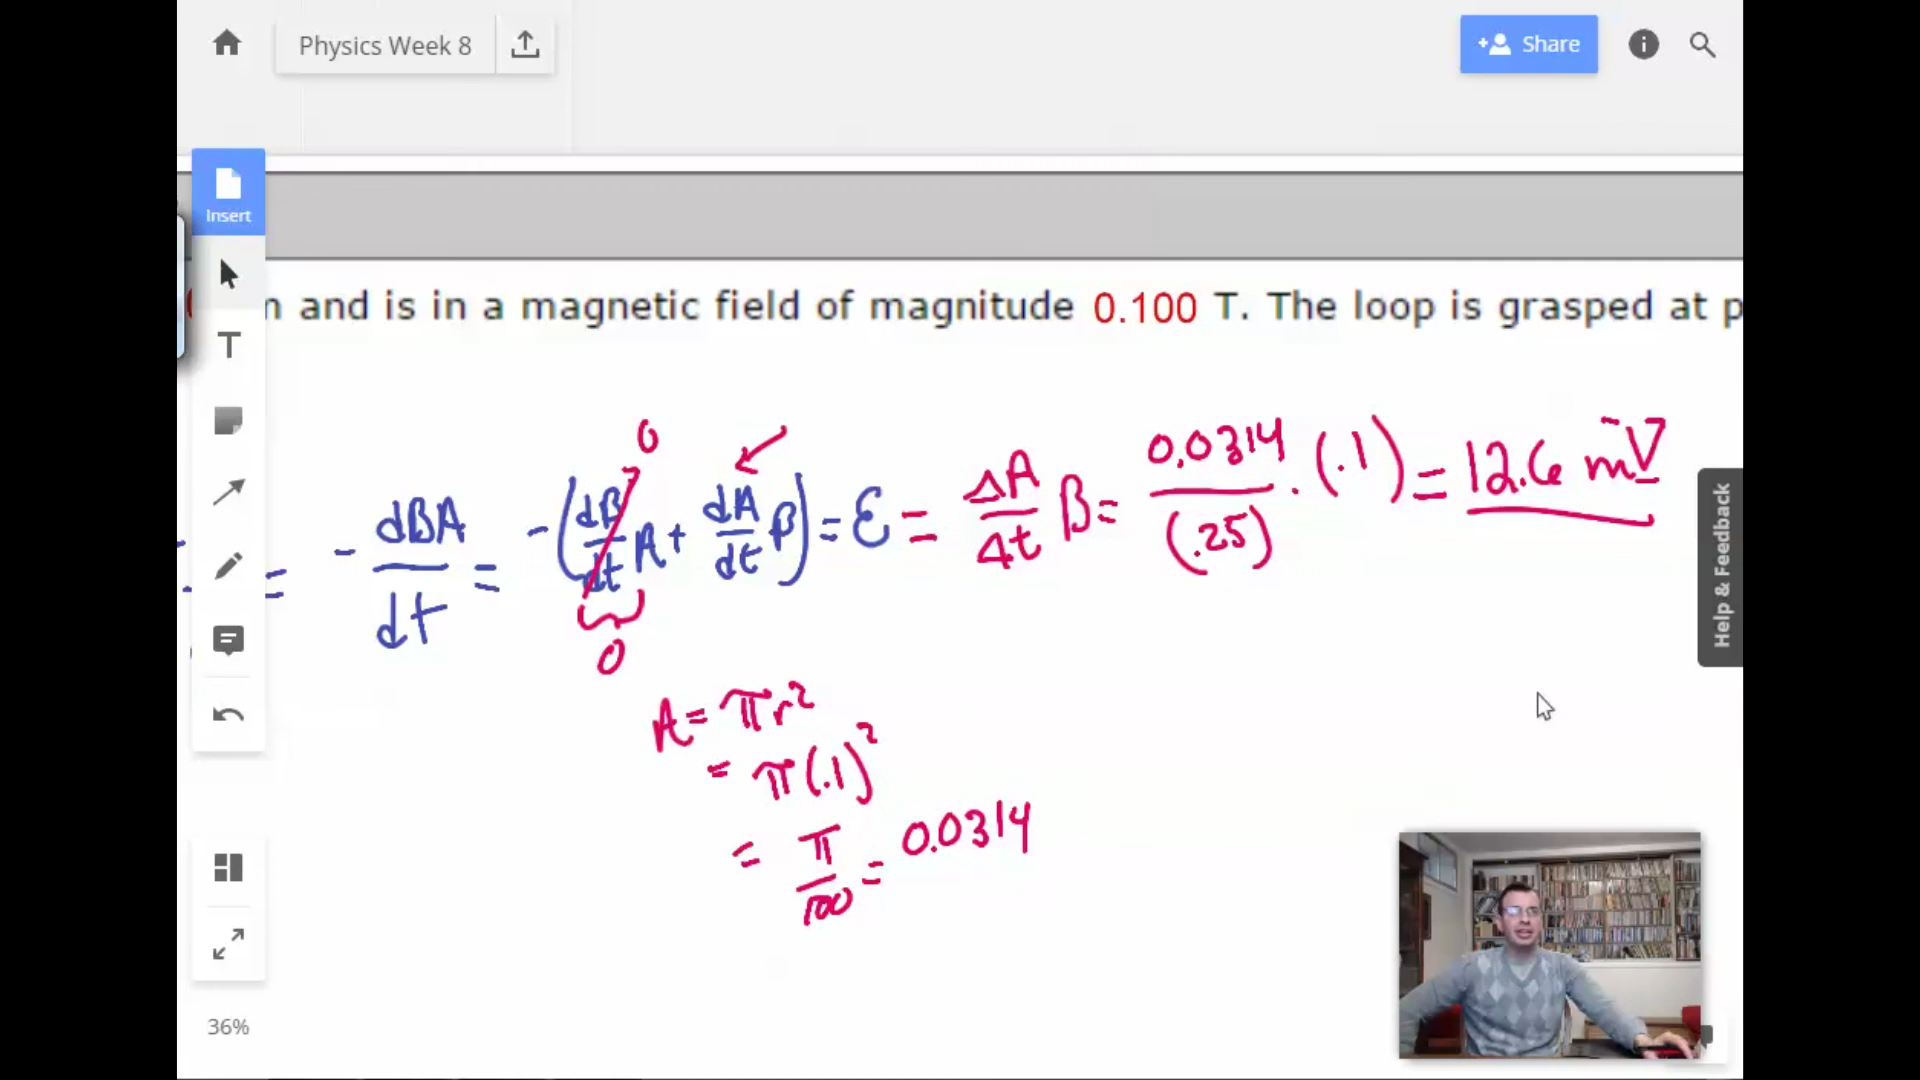 Physics Week 8
Share
Insert
and is in a magnetic field of magnitude 0.100 T. The loop is grasped at p
T
= - dBA/dt = -(dB/dt A + dA/dt B) = ℰ = ΔA/Δt B = 0.0314/(.25) · (.1) = 12.6 mV
0
0
A = πr²
= π(.1)²
= π/100 = 0.0314
Help & Feedback
36%